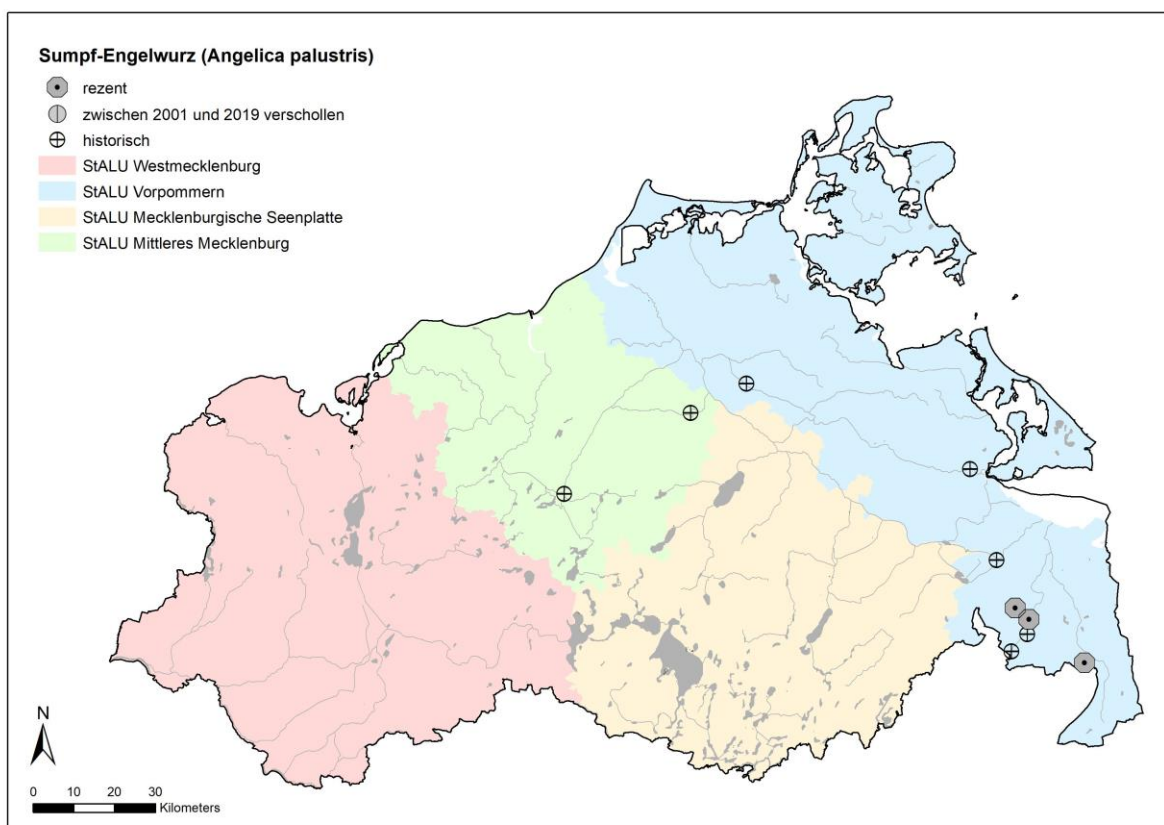 Sumpf-Engelwurz (Angelica palustris)
rezent
zwischen 2001 und 2019 verschollen
historisch
StALU Westmecklenburg
StALU Vorpommern
StALU Mecklenburgische Seenplatte
StALU Mittleres Mecklenburg
N
0 10 20 30
Kilometers